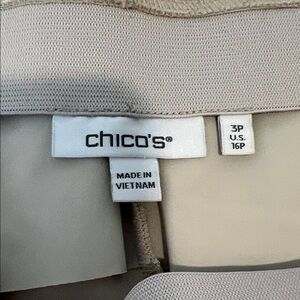 chico's®
3P
U.S.
16P
MADE IN
VIETNAM